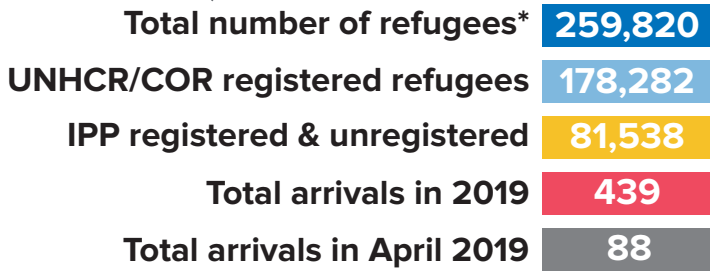 Total number of refugees* 259,820
UNHCR/COR registered refugees 178,282
IPP registered & unregistered 81,538
Total arrivals in 2019 439
Total arrivals in April 2019 88